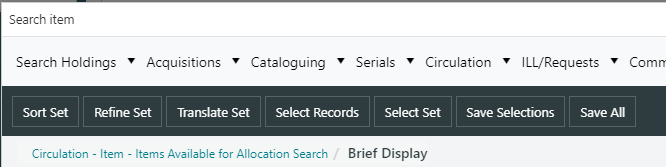 Search item
Search Holdings ▼ Acquisitions ▼ Cataloguing ▼ Serials ▼ Circulation ▼ ILL/Requests ▼ Comm
Sort Set Refine Set Translate Set Select Records Select Set Save Selections Save All
Circulation - Item - Items Available for Allocation Search / Brief Display